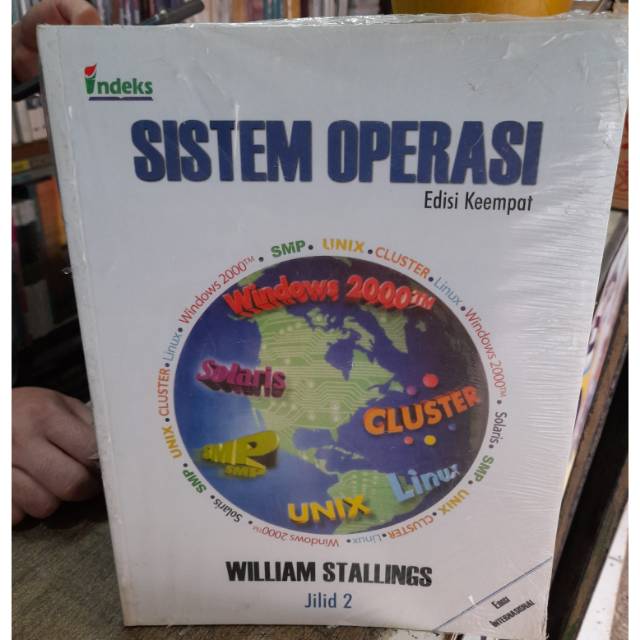 indeks
SISTEM OPERASI
Edisi Keempat
Windows 2000™ • SMP • UNIX • CLUSTER • Linux • Windows 2000™ • Solaris • SMP • UNIX • CLUSTER • Linux • Windows 2000™ • Solaris • SMP • UNIX • CLUSTER • Linux •
Windows 2000™
Solaris
CLUSTER
SMP
SMP
Linux
UNIX
WILLIAM STALLINGS
Jilid 2
EDISI
INTERNASIONAL